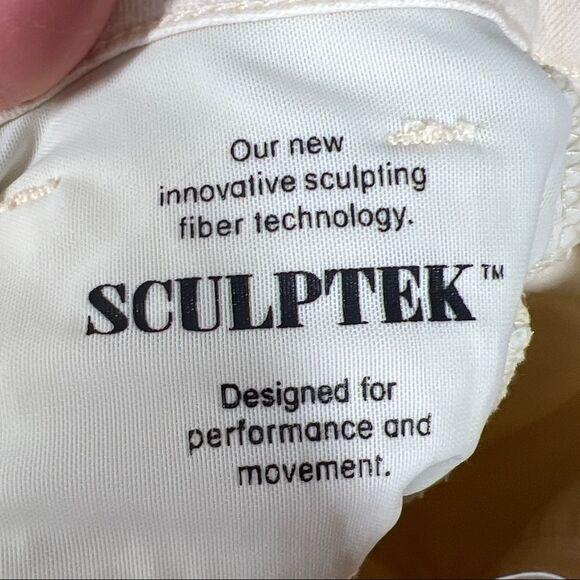 Our new
innovative sculpting
fiber technology.
SCULPTEK™
Designed for
performance and
movement.